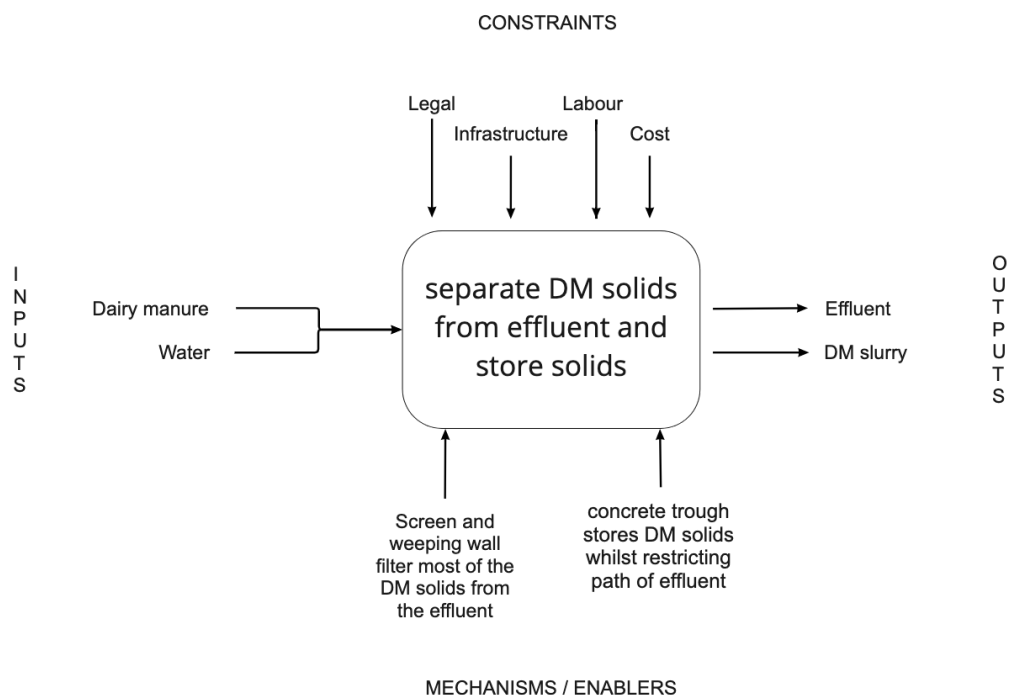 CONSTRAINTS
Legal
Labour
Infrastructure
Cost
INPUTS
Dairy manure
Water
separate DM solids
from effluent and
store solids
Effluent
DM slurry
OUTPUTS
Screen and
weeping wall
filter most of the
DM solids from
the effluent
concrete trough
stores DM solids
whilst restricting
path of effluent
MECHANISMS / ENABLERS